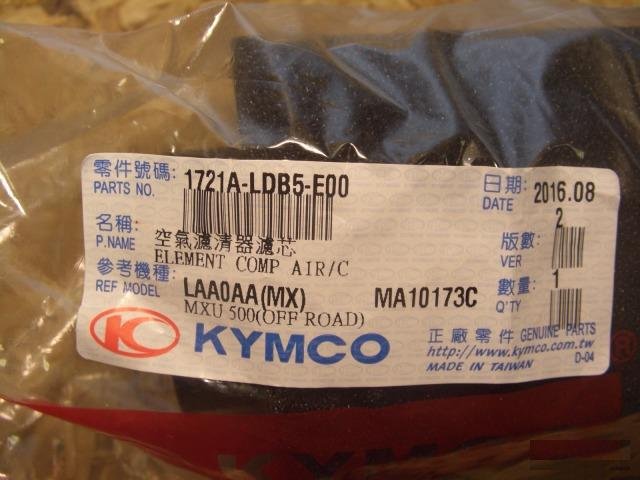 零件號碼: 1721A-LDB5-E00 日期: 2016.08
PARTS NO. DATE
名稱: 空氣濾清器濾芯 版數: 2
P.NAME ELEMENT COMP AIR/C VER
參考機種: LAA0AA(MX) MA10173C 數量: 1
REF MODEL MXU 500(OFF ROAD) Q'TY
KYMCO 正廠零件 GENUINE PARTS
http://www.kymco.com.tw
MADE IN TAIWAN D-04